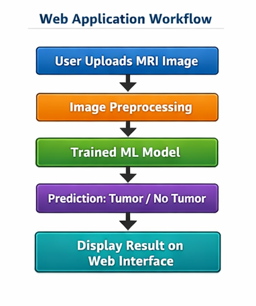 Web Application Workflow
User Uploads MRI Image
Image Preprocessing
Trained ML Model
Prediction: Tumor / No Tumor
Display Result on
Web Interface